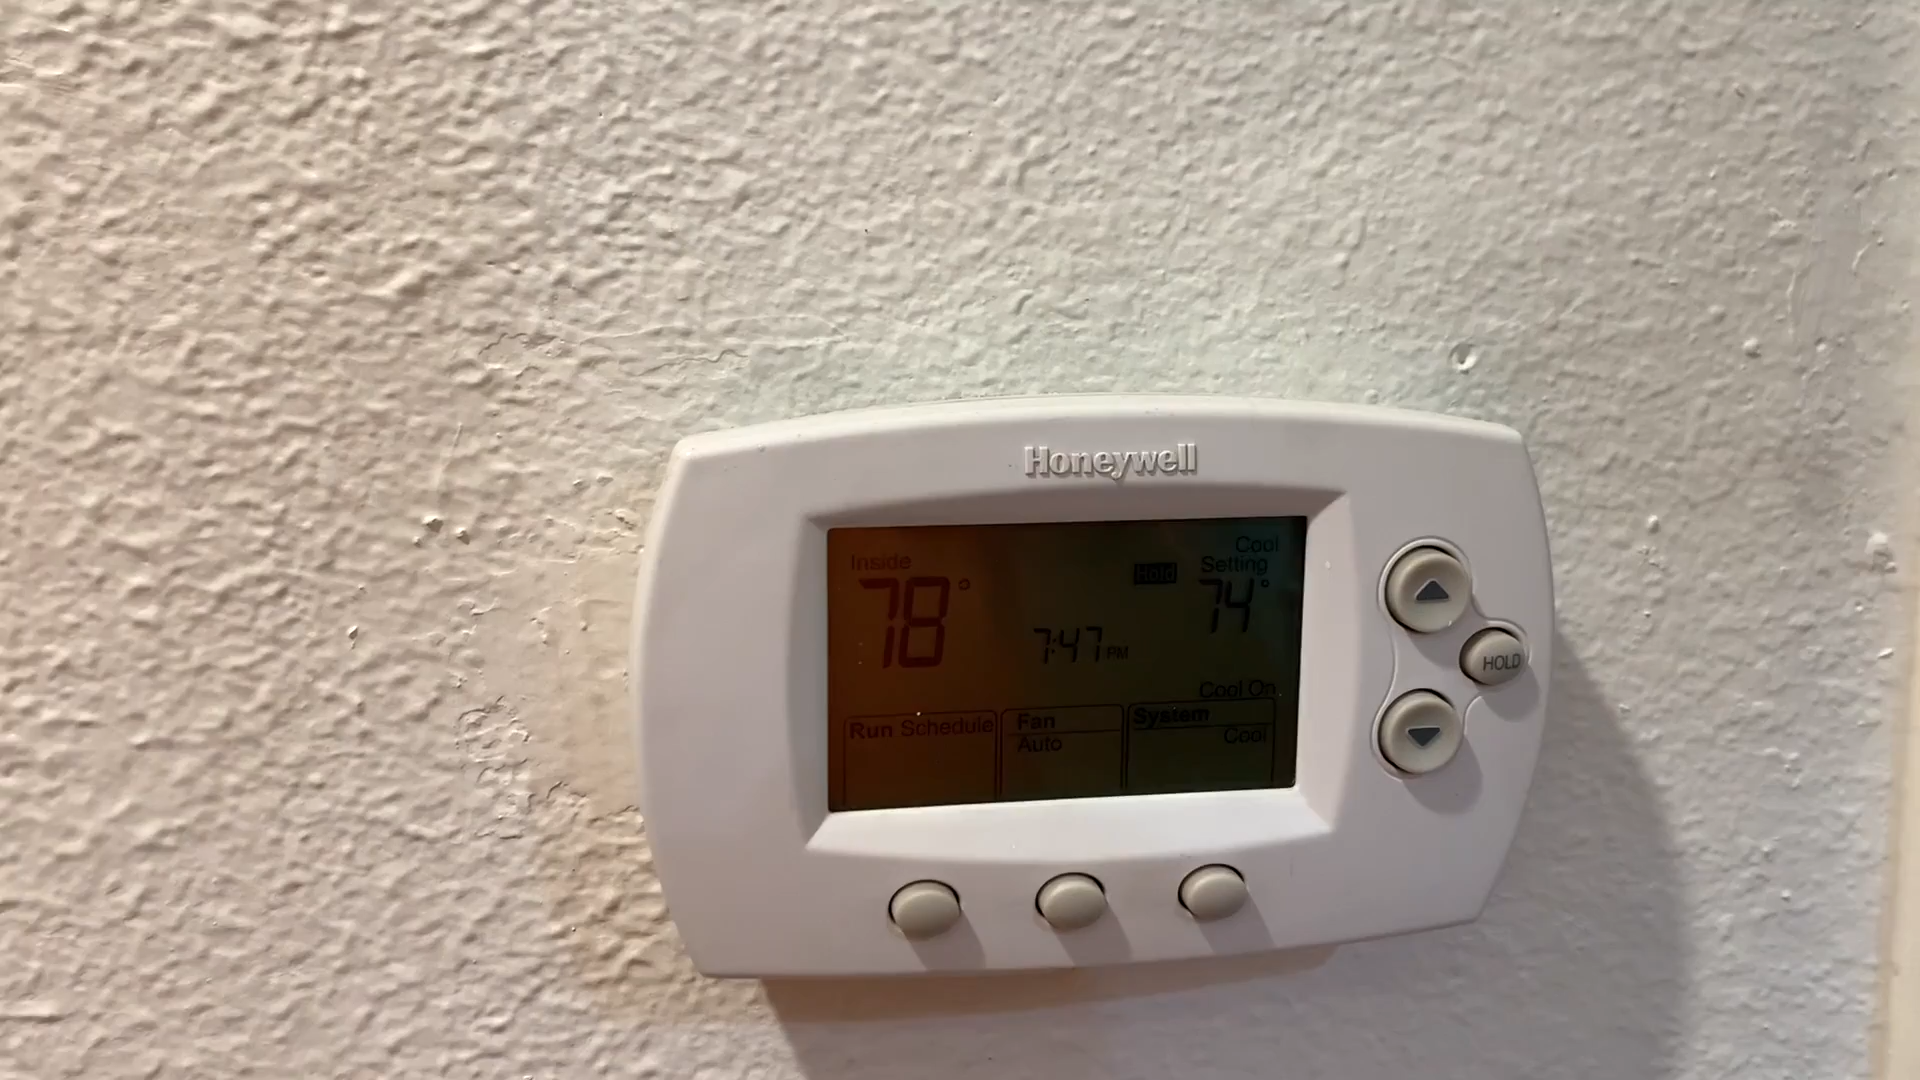 Honeywell
Inside
78°
Hold
Cool
Setting
74°
7:47 PM
Cool On
Run Schedule
Fan
Auto
System
Cool
HOLD